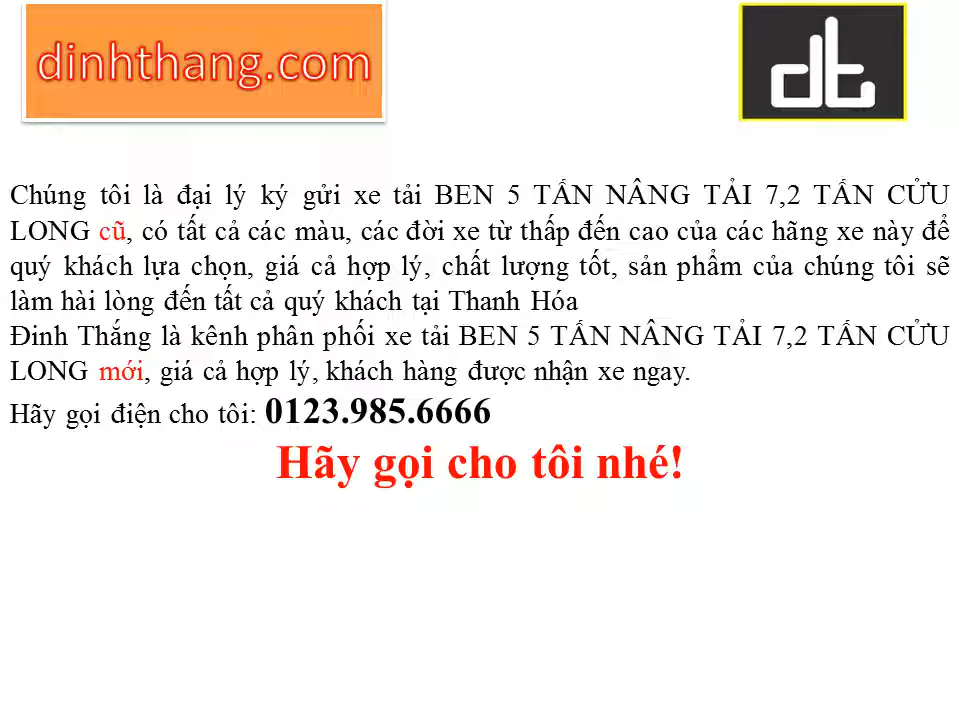 dinhthang.com
dt
Chúng tôi là đại lý ký gửi xe tải BEN 5 TẤN NÂNG TẢI 7,2 TẤN CỬU
LONG cũ, có tất cả các màu, các đời xe từ thấp đến cao của các hãng xe này để
quý khách lựa chọn, giá cả hợp lý, chất lượng tốt, sản phẩm của chúng tôi sẽ
làm hài lòng đến tất cả quý khách tại Thanh Hóa
Đinh Thắng là kênh phân phối xe tải BEN 5 TẤN NÂNG TẢI 7,2 TẤN CỬU
LONG mới, giá cả hợp lý, khách hàng được nhận xe ngay.
Hãy gọi điện cho tôi: 0123.985.6666
Hãy gọi cho tôi nhé!